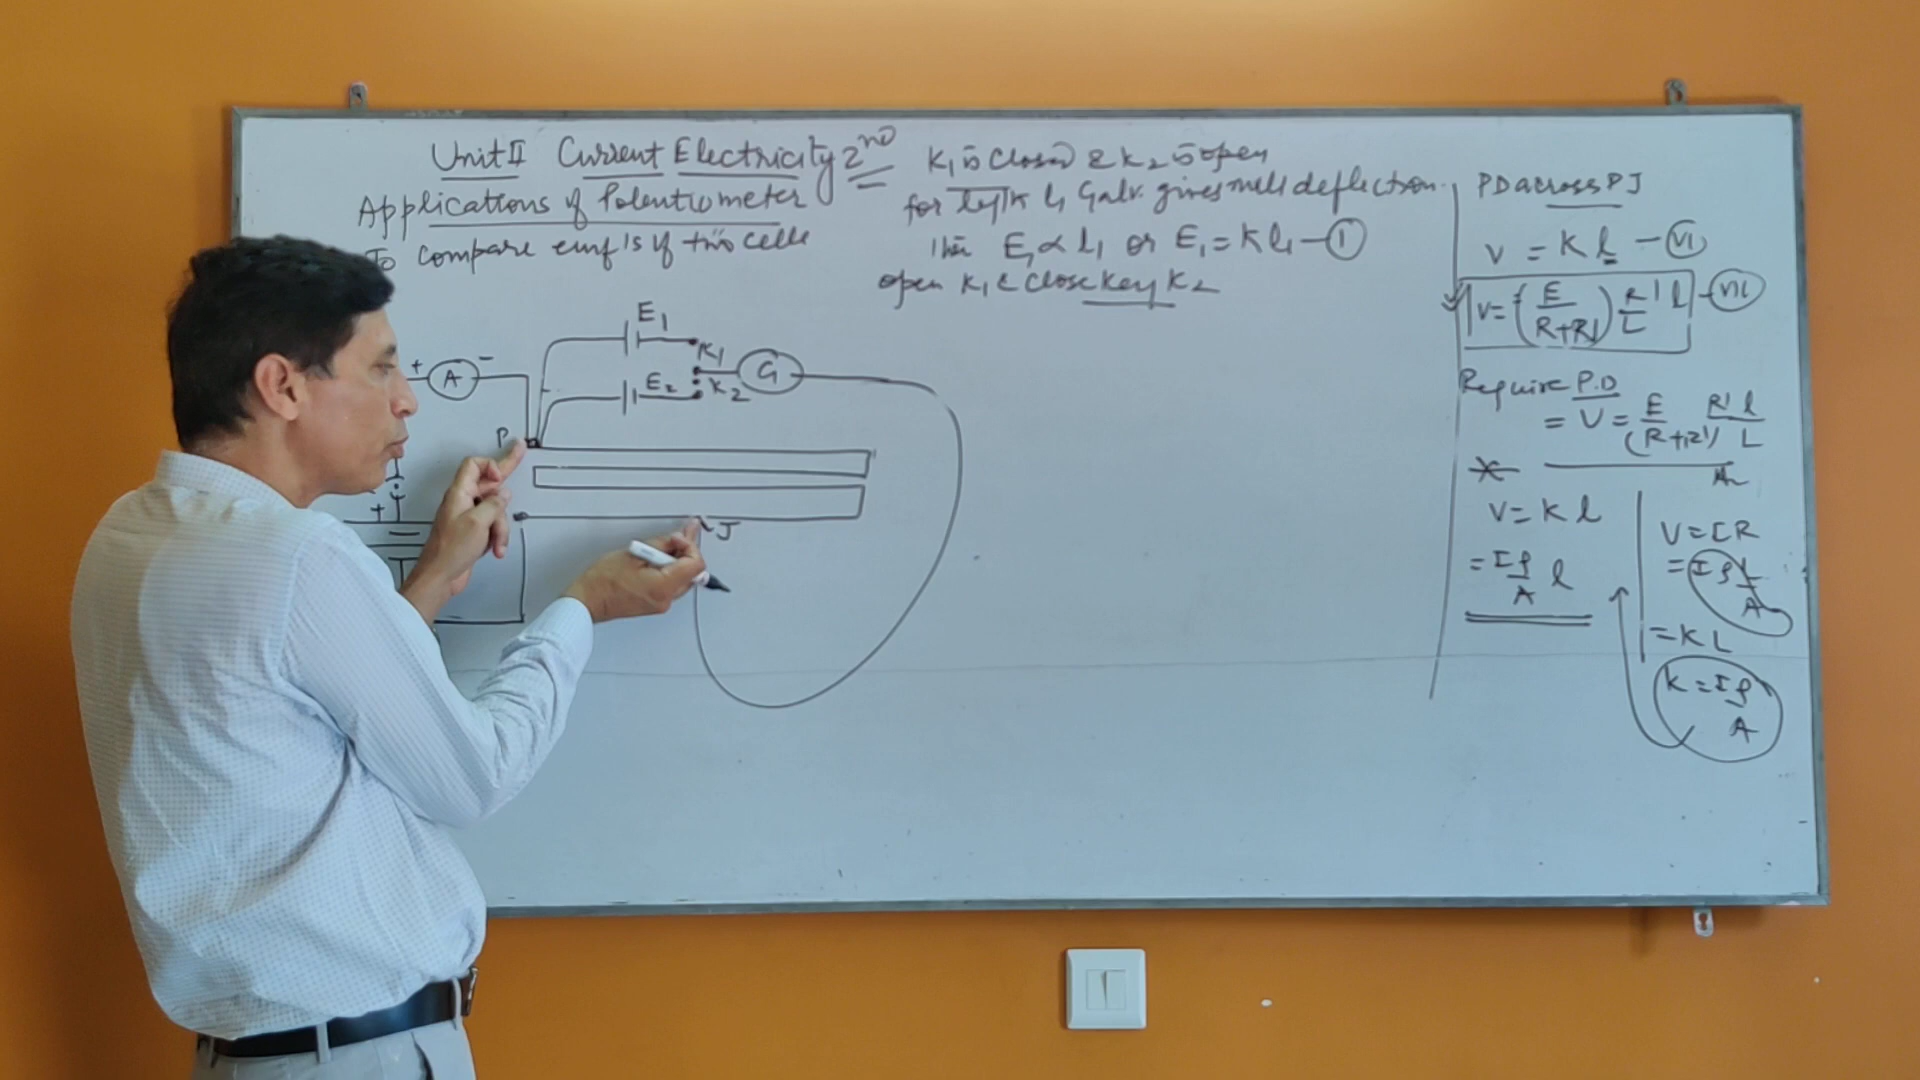 Unit II Current Electricity 2nd
Applications of Potentiometer
To compare emf's of two cells
E1
K1
G
E2
K2
+ A -
P
+
J
K1 is closed & K2 is open
for length l1 Galv. gives null deflection.
Then E1 ∝ l1 or E1 = K l1 - (I)
open K1 & close key K2
PD across PJ
V = K l - (VI)
V = (E / R+R') R'/L l - (VII)
Require P.D
= V = E/(R+R') R' l / L
V = K l
= Iρ/A l
V = IR
= Iρ L/A
= K L
K = Iρ/A